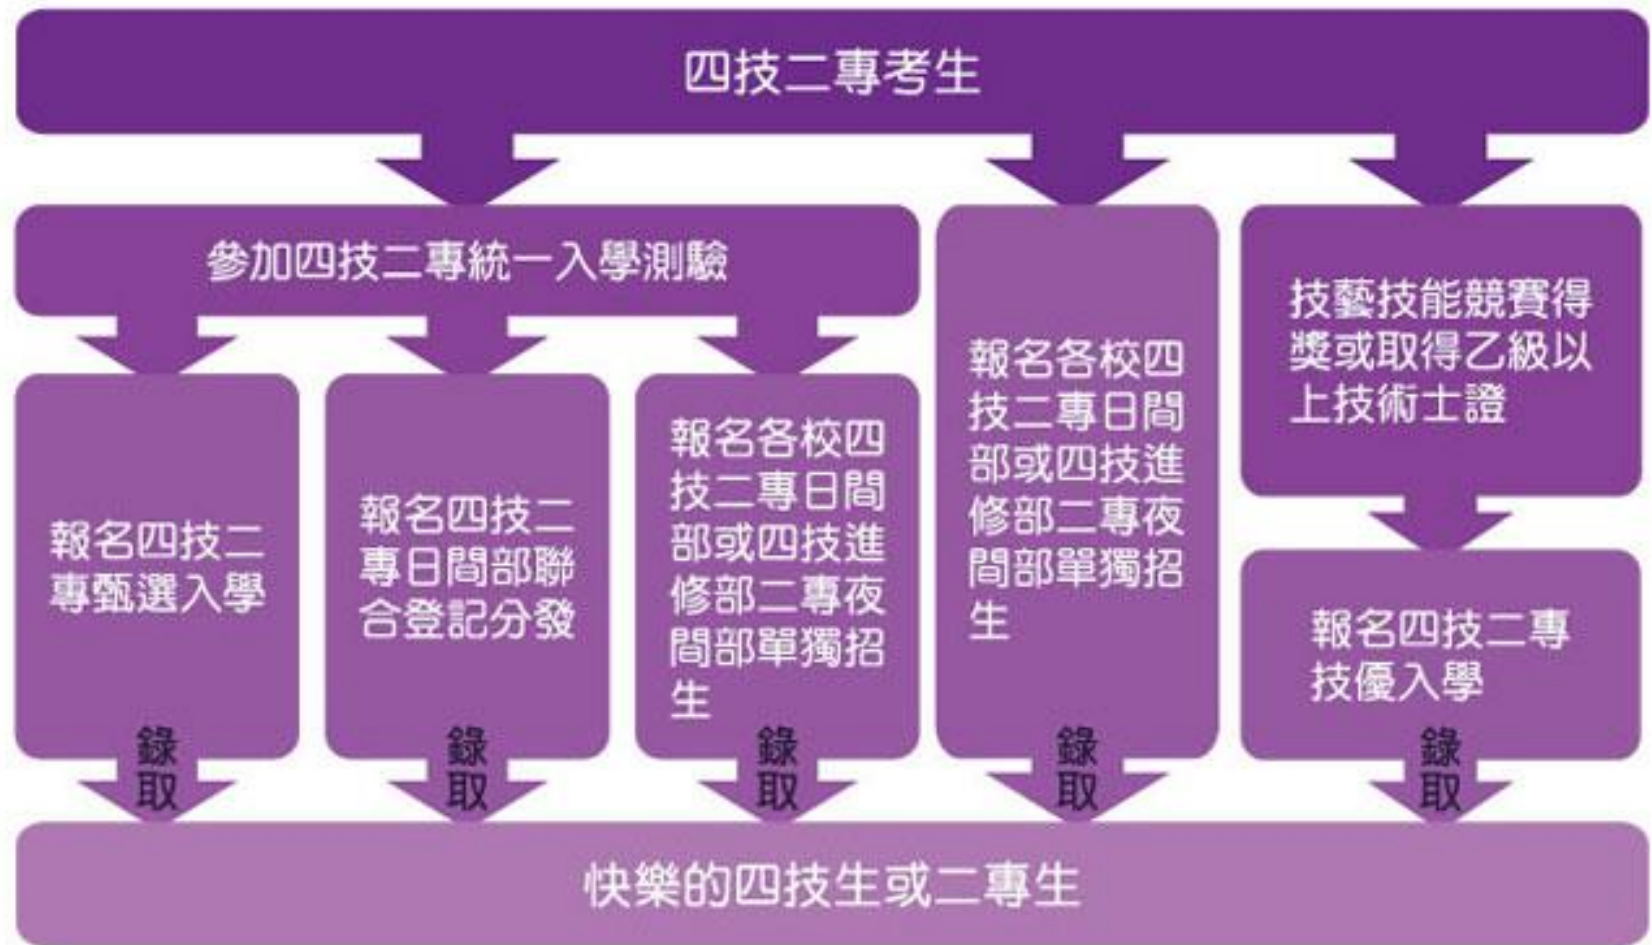 四技二專考生
參加四技二專統一入學測驗
報名四技二
專甄選入學
報名四技二
專日間部聯
合登記分發
報名各校四
技二專日間
部或四技進
修部二專夜
間部單獨招
生
報名各校四
技二專日間
部或四技進
修部二專夜
間部單獨招
生
技藝技能競賽得
獎或取得乙級以
上技術士證
報名四技二專
技優入學
錄
取
錄
取
錄
取
錄
取
錄
取
快樂的四技生或二專生